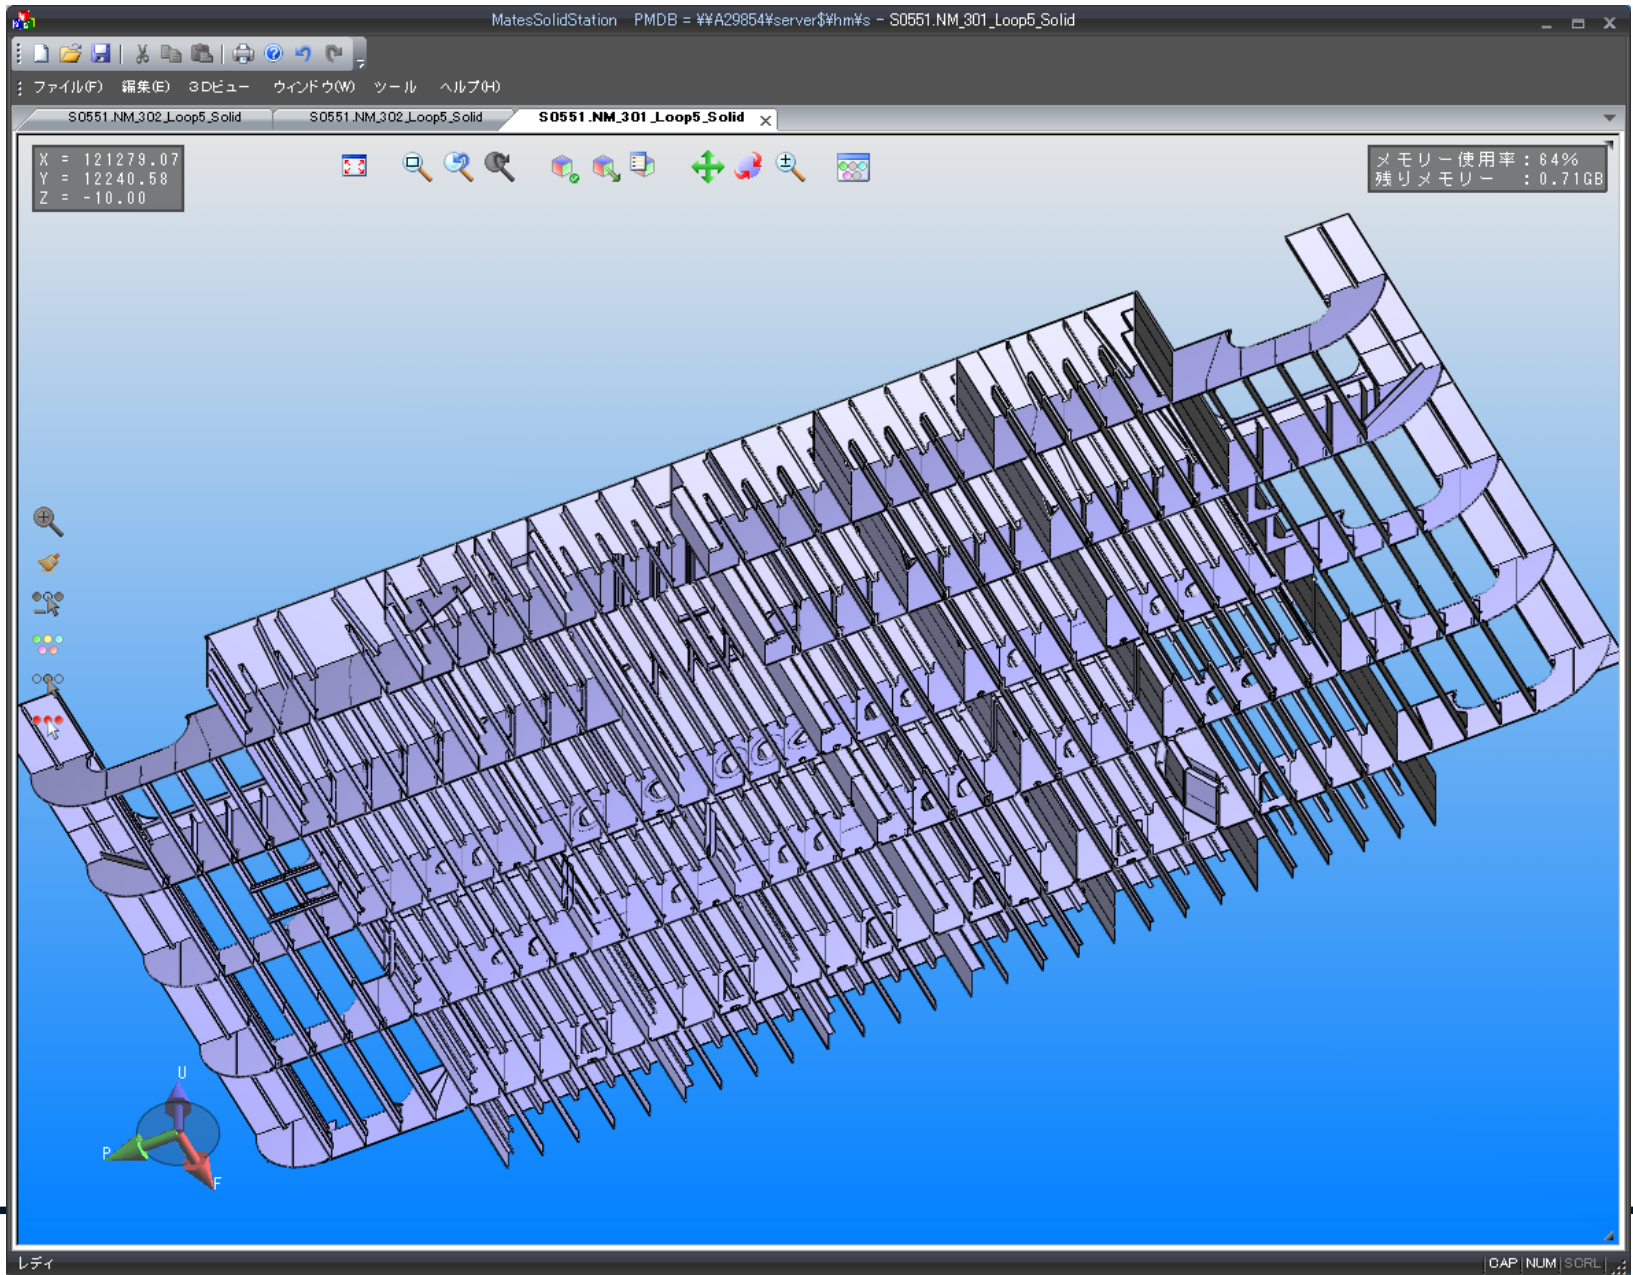 MatesSolidStation PMDB = ¥¥A29854¥server$¥hm¥s - S0551.NM_301_Loop5_Solid
ファイル(F) 編集(E) 3Dビュー ウィンドウ(W) ツール ヘルプ(H)
S0551.NM_302_Loop5_Solid S0551.NM_302_Loop5_Solid S0551.NM_301_Loop5_Solid
X = 121279.07
Y = 12240.58
Z = -10.00
メモリー使用率:64%
残りメモリー :0.71GB
U
P
F
レディ
CAP NUM SCRL